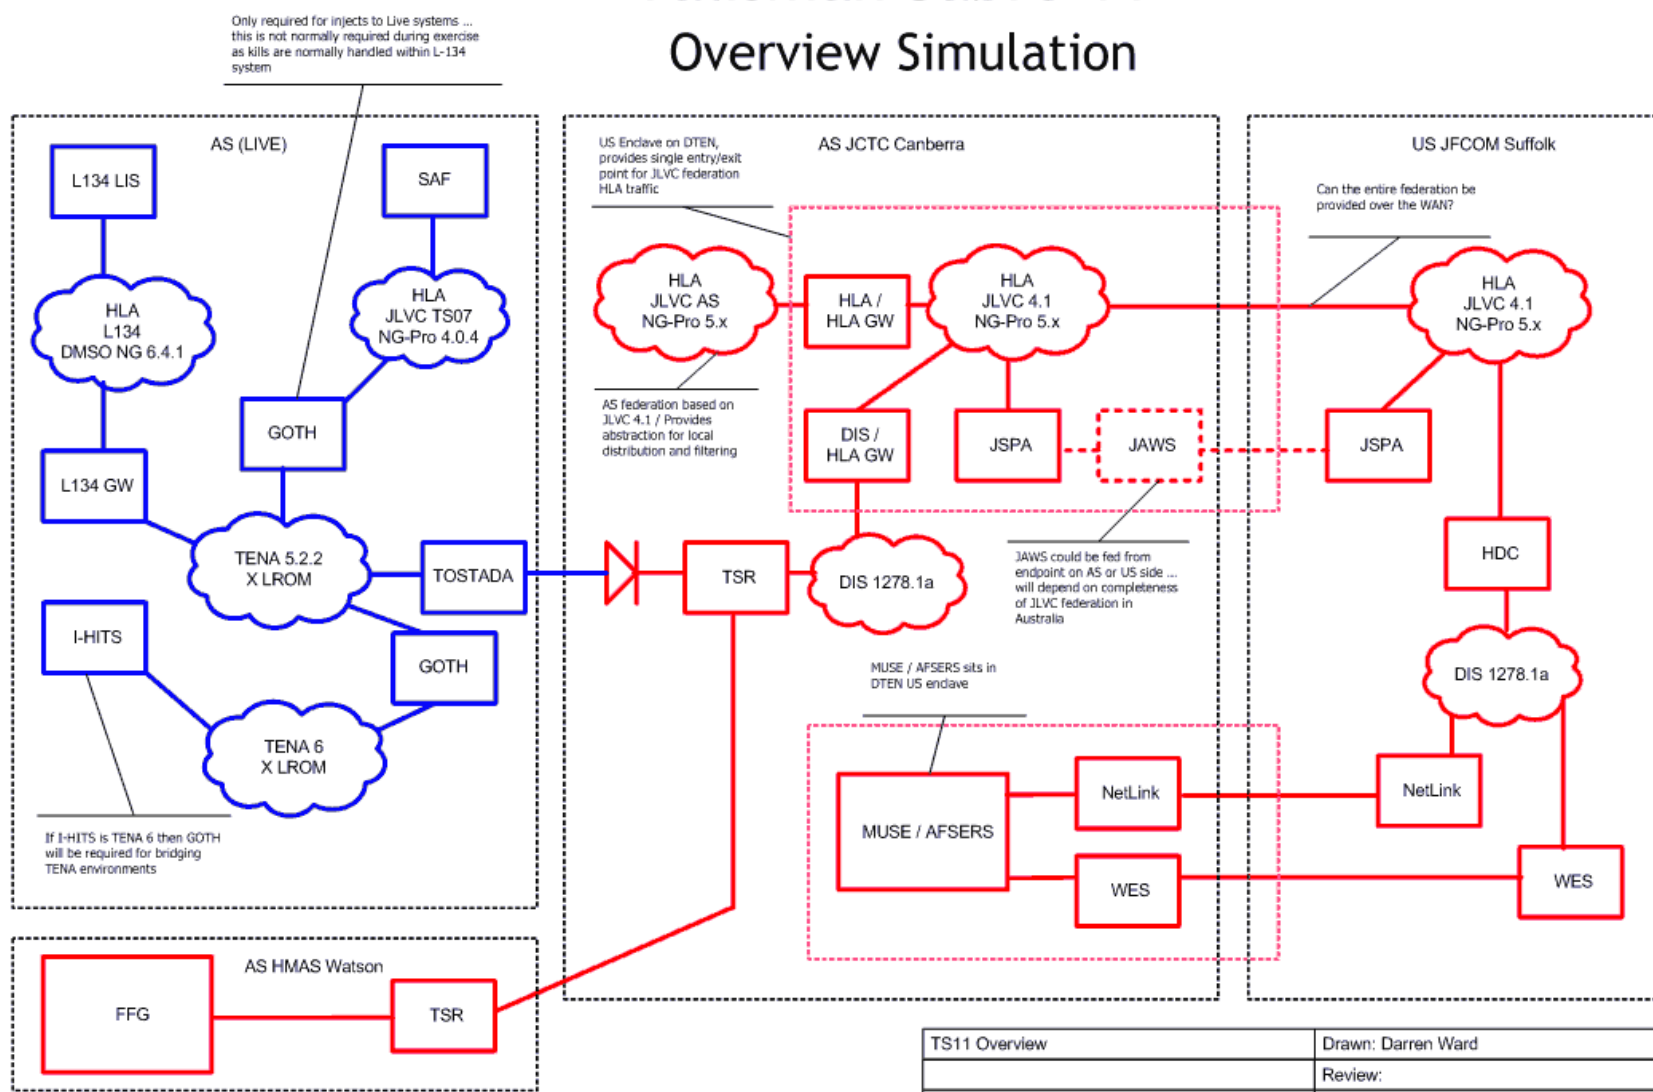 Overview Simulation
Only required for injects to Live systems ...
this is not normally required during exercise
as kills are normally handled within L-134
system
AS (LIVE)
L134 LIS
SAF
HLA
L134
DMSO NG 6.4.1
HLA
JLVC TS07
NG-Pro 4.0.4
GOTH
L134 GW
TENA 5.2.2
X LROM
TOSTADA
I-HITS
GOTH
TENA 6
X LROM
If I-HITS is TENA 6 then GOTH
will be required for bridging
TENA environments
AS HMAS Watson
FFG
TSR
AS JCTC Canberra
US Enclave on DTEN,
provides single entry/exit
point for JLVC federation
HLA traffic
HLA
JLVC AS
NG-Pro 5.x
HLA /
HLA GW
HLA
JLVC 4.1
NG-Pro 5.x
AS federation based on
JLVC 4.1 / Provides
abstraction for local
distribution and filtering
DIS /
HLA GW
JSPA
JAWS
TSR
DIS 1278.1a
JAWS could be fed from
endpoint on AS or US side ...
will depend on completeness
of JLVC federation in
Australia
MUSE / AFSERS sits in
DTEN US enclave
MUSE / AFSERS
NetLink
WES
US JFCOM Suffolk
Can the entire federation be
provided over the WAN?
HLA
JLVC 4.1
NG-Pro 5.x
JSPA
HDC
DIS 1278.1a
NetLink
WES
TS11 Overview
Drawn: Darren Ward
Review: